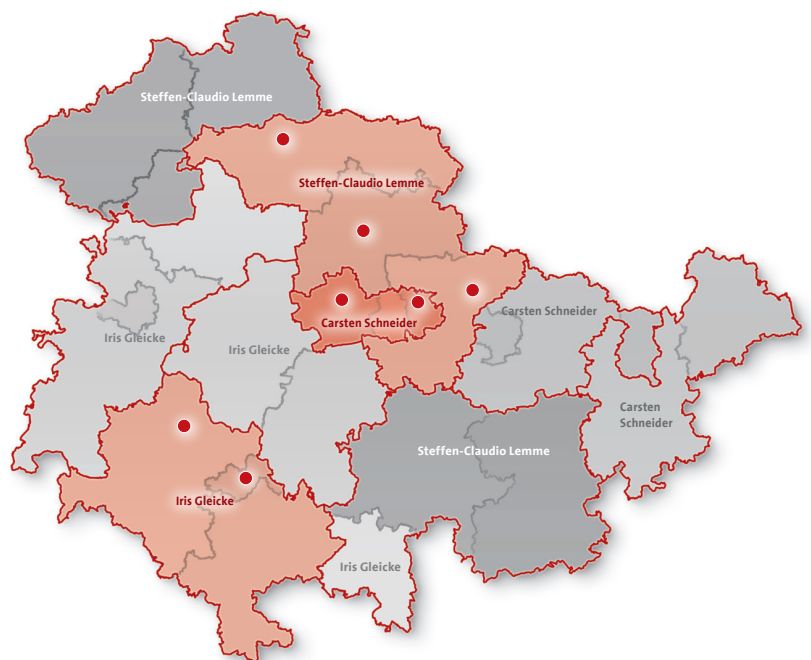 Steffen-Claudio Lemme
Steffen-Claudio Lemme
Carsten Schneider
Carsten Schneider
Iris Gleicke
Iris Gleicke
Carsten
Schneider
Steffen-Claudio Lemme
Iris Gleicke
Iris Gleicke